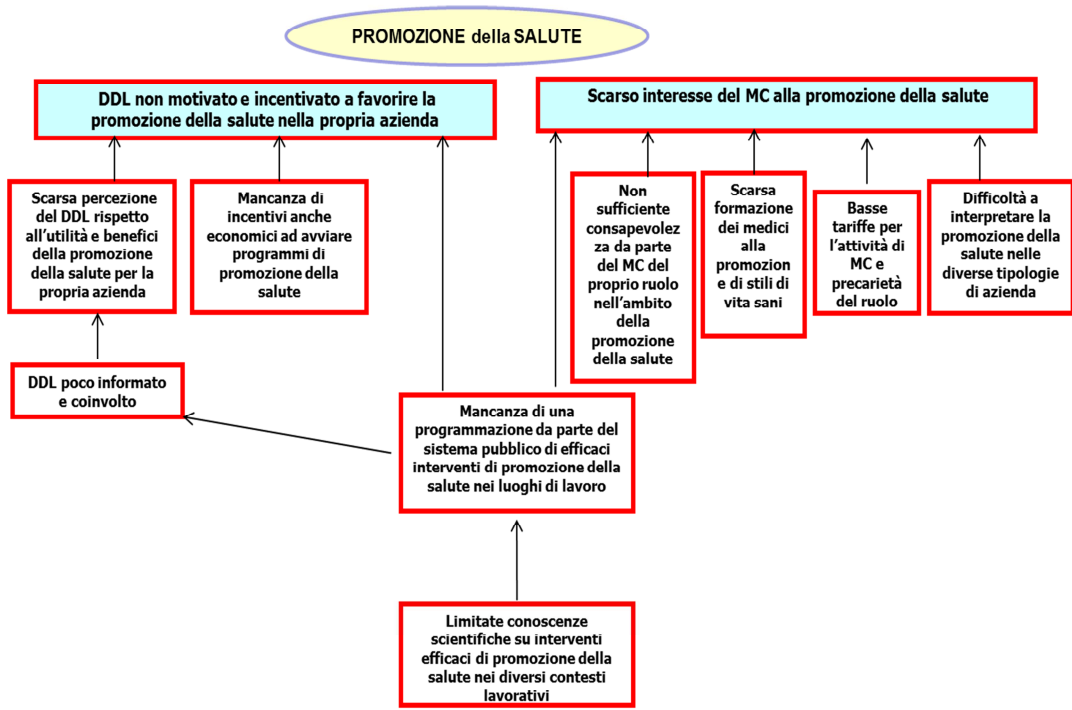 PROMOZIONE della SALUTE
DDL non motivato e incentivato a favorire la
promozione della salute nella propria azienda
Scarso interesse del MC alla promozione della salute
Scarsa percezione
del DDL rispetto
all'utilità e benefici
della promozione
della salute per la
propria azienda
Mancanza di
incentivi anche
economici ad avviare
programmi di
promozione della
salute
Non
sufficiente
consapevolez
za da parte
del MC del
proprio ruolo
nell'ambito
della
promozione
della salute
Scarsa
formazione
dei medici
alla
promozion
e di stili di
vita sani
Basse
tariffe per
l'attività di
MC e
precarietà
del ruolo
Difficoltà a
interpretare la
promozione della
salute nelle
diverse tipologie
di azienda
DDL poco informato
e coinvolto
Mancanza di una
programmazione da parte del
sistema pubblico di efficaci
interventi di promozione della
salute nei luoghi di lavoro
Limitate conoscenze
scientifiche su interventi
efficaci di promozione della
salute nei diversi contesti
lavorativi